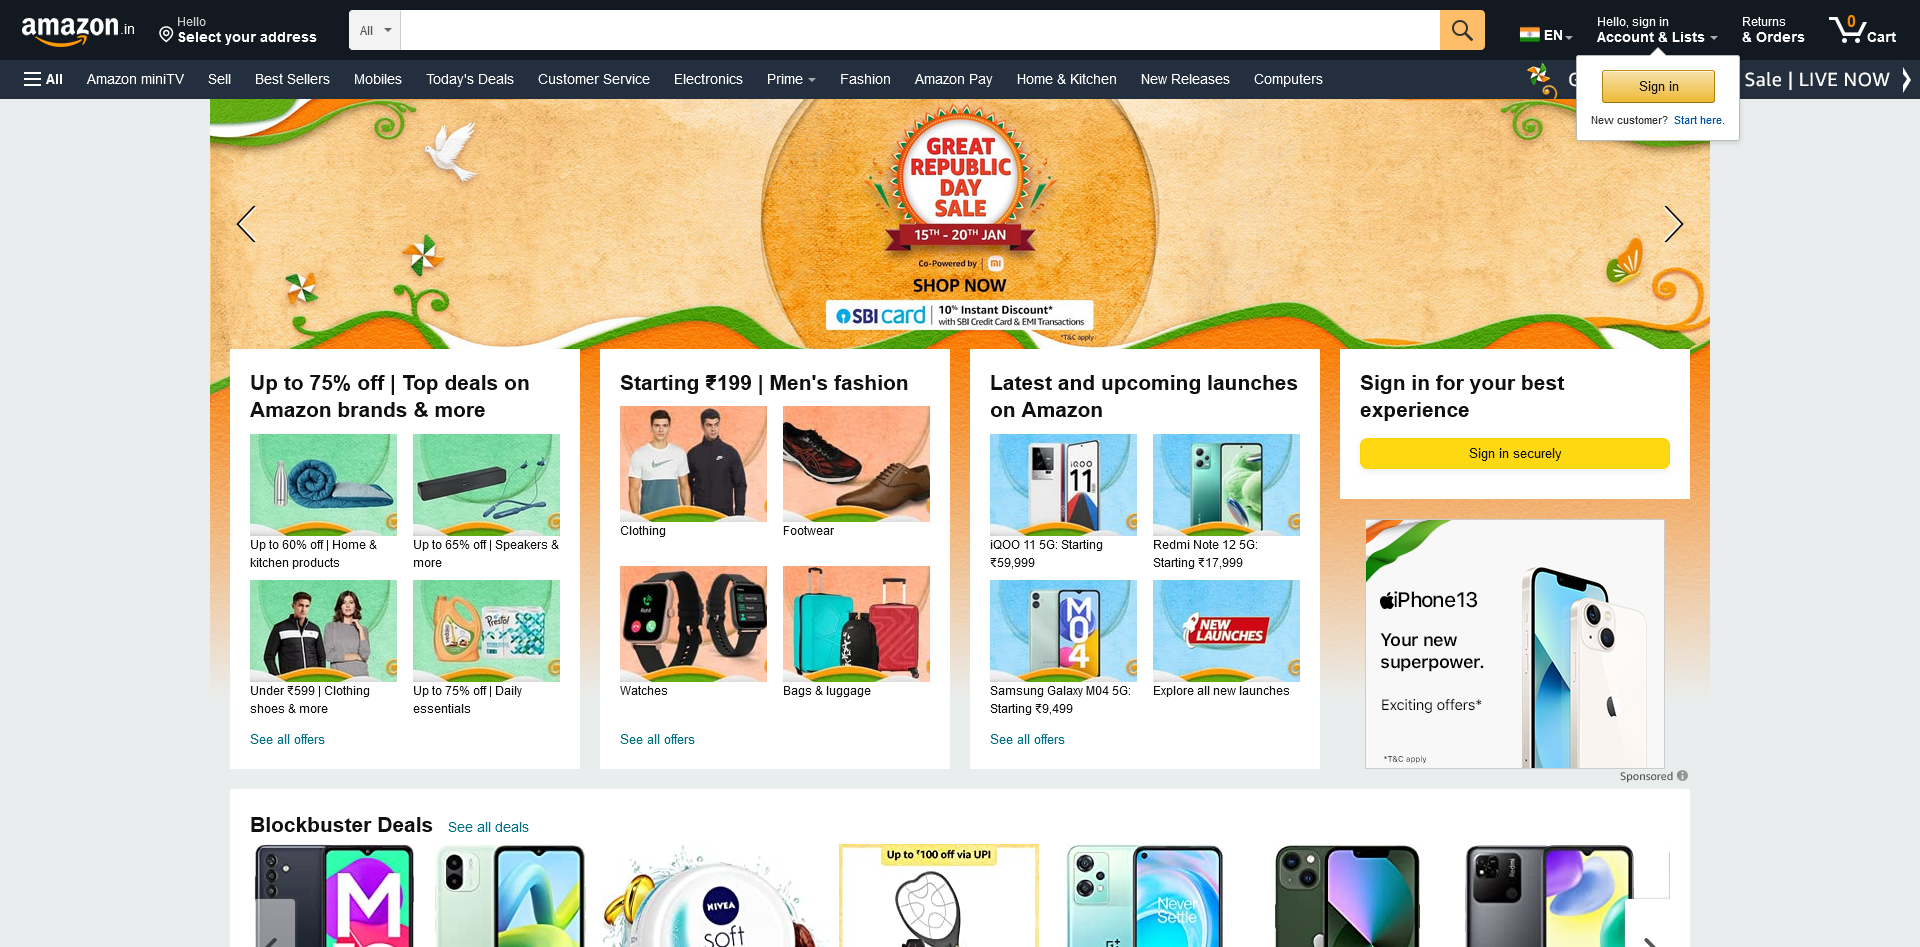 amazon.in
Hello
Select your address
All
EN
Hello, sign in
Account & Lists
Returns
& Orders
0
Cart
All
Amazon miniTV
Sell
Best Sellers
Mobiles
Today's Deals
Customer Service
Electronics
Prime
Fashion
Amazon Pay
Home & Kitchen
New Releases
Computers
G
Sale | LIVE NOW
Sign in
New customer? Start here.
GREAT
REPUBLIC
DAY
SALE
15TH - 20TH JAN
Co-Powered by | mi
SHOP NOW
SBI card | 10% Instant Discount*
with SBI Credit Card & EMI Transactions
*T&C apply
Up to 75% off | Top deals on
Amazon brands & more
Up to 60% off | Home &
kitchen products
Up to 65% off | Speakers &
more
Presto!
Under ₹599 | Clothing
shoes & more
Up to 75% off | Daily
essentials
See all offers
Starting ₹199 | Men's fashion
Clothing
Footwear
Watches
Bags & luggage
See all offers
Latest and upcoming launches
on Amazon
iQOO
11
iQOO 11 5G: Starting
₹59,999
Redmi Note 12 5G:
Starting ₹17,999
M04
NEW
LAUNCHES
Samsung Galaxy M04 5G:
Starting ₹9,499
Explore all new launches
See all offers
Sign in for your best
experience
Sign in securely
iPhone13
Your new
superpower.
Exciting offers*
*T&C apply
Sponsored
Blockbuster Deals
See all deals
M
NIVEA
soft
Up to ₹100 off via UPI
Never
Settle
Redmi